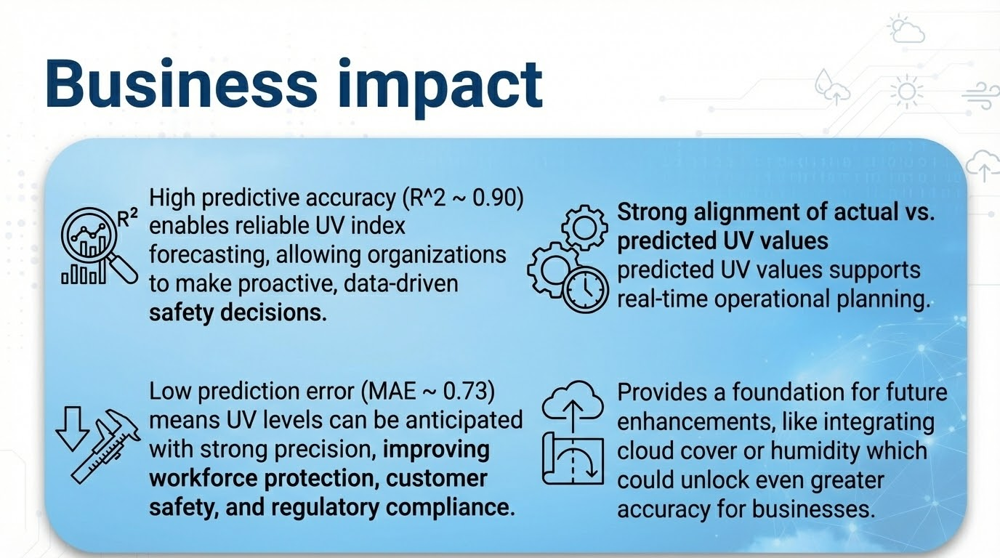 Business impact
R²
High predictive accuracy (R^2 ~ 0.90)
enables reliable UV index
forecasting, allowing organizations
to make proactive, data-driven
safety decisions.
Strong alignment of actual vs.
predicted UV values
predicted UV values supports
real-time operational planning.
Low prediction error (MAE ~ 0.73)
means UV levels can be anticipated
with strong precision, improving
workforce protection, customer
safety, and regulatory compliance.
Provides a foundation for future
enhancements, like integrating
cloud cover or humidity which
could unlock even greater
accuracy for businesses.